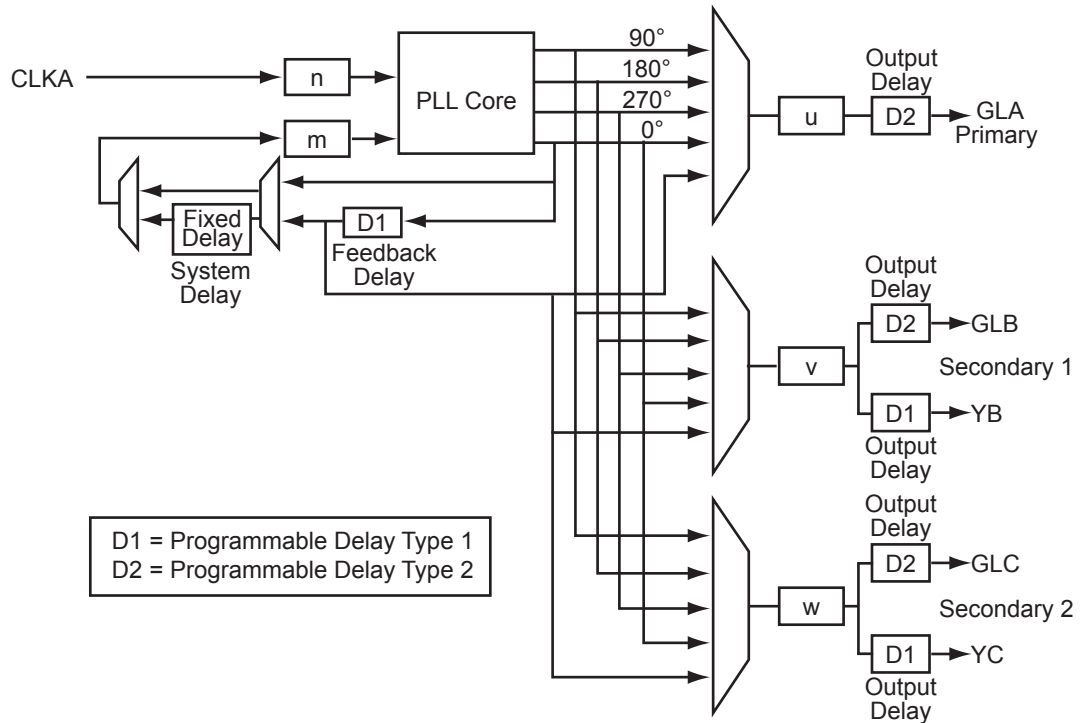 CLKA
n
m
PLL Core
90°
180°
270°
0°
u
Output
Delay
D2
GLA
Primary
Fixed
Delay
System
Delay
D1
Feedback
Delay
v
Output
Delay
D2
GLB
Secondary 1
D1
YB
Output
Delay
D1 = Programmable Delay Type 1
D2 = Programmable Delay Type 2
w
Output
Delay
D2
GLC
Secondary 2
D1
YC
Output
Delay